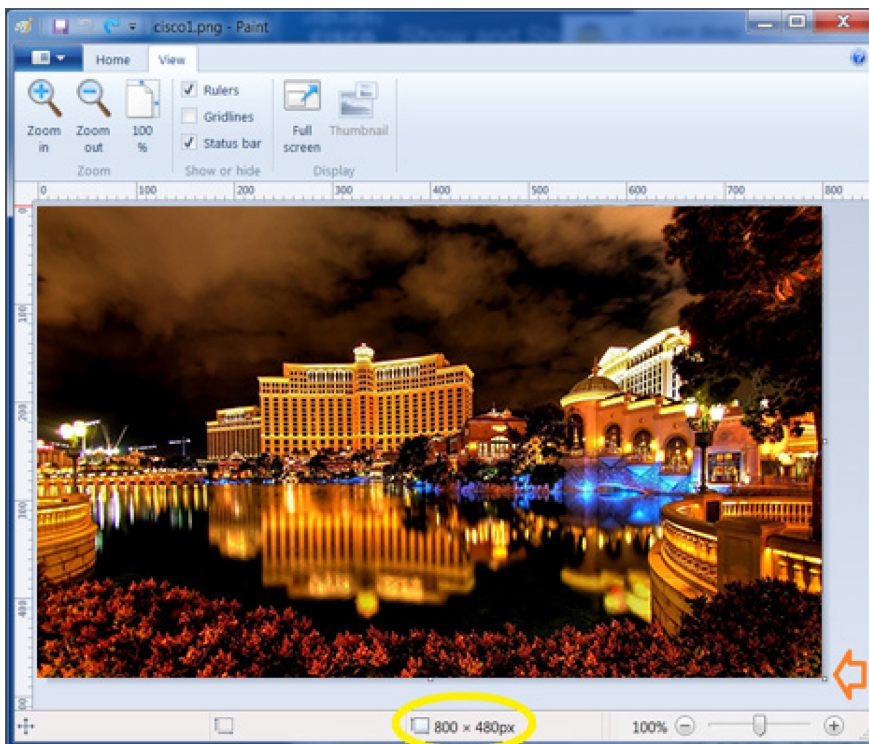 cisco1.png - Paint
Home View
Zoom in
Zoom out
100 %
Rulers
Gridlines
Status bar
Full screen
Thumbnail
Zoom
Show or hide
Display
0 100 200 300 400 500 600 700 800
0
100
200
300
400
800 × 480px
100%